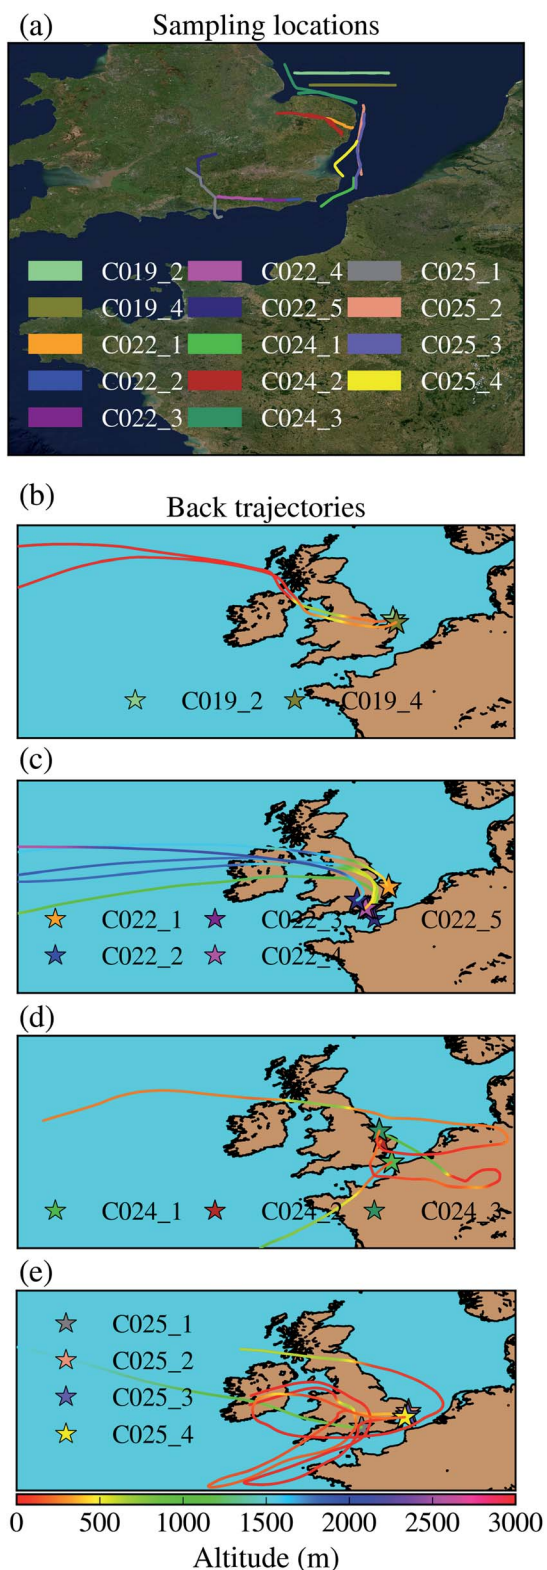 (a) Sampling locations
C019_2 C022_4 C025_1
C019_4 C022_5 C025_2
C022_1 C024_1 C025_3
C022_2 C024_2 C025_4
C022_3 C024_3
(b)
Back trajectories
C019_2 C019_4
(c)
C022_1 C022_3 C022_5
C022_2 C022_4
(d)
C024_1 C024_2 C024_3
(e)
C025_1
C025_2
C025_3
C025_4
0 500 1000 1500 2000 2500 3000
Altitude (m)